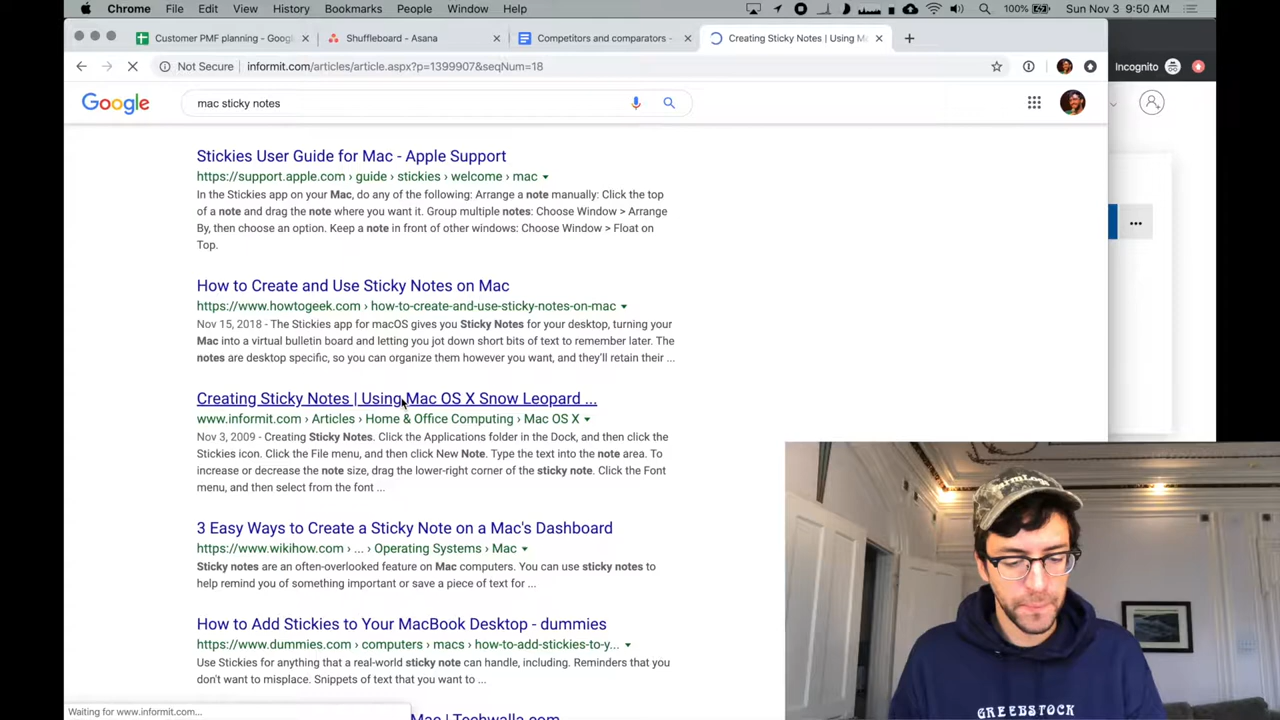 Chrome File Edit View History Bookmarks People Window Help 100% Sun Nov 3 9:50 AM
Customer PMF planning - Googl
Shuffleboard - Asana
Competitors and comparators -
Creating Sticky Notes | Using M
Not Secure informit.com/articles/article.aspx?p=1399907&seqNum=18
Incognito
Google
mac sticky notes
Stickies User Guide for Mac - Apple Support
https://support.apple.com › guide › stickies › welcome › mac
In the Stickies app on your Mac, do any of the following: Arrange a note manually: Click the top
of a note and drag the note where you want it. Group multiple notes: Choose Window > Arrange
By, then choose an option. Keep a note in front of other windows: Choose Window > Float on
Top.
How to Create and Use Sticky Notes on Mac
https://www.howtogeek.com › how-to-create-and-use-sticky-notes-on-mac
Nov 15, 2018 - The Stickies app for macOS gives you Sticky Notes for your desktop, turning your
Mac into a virtual bulletin board and letting you jot down short bits of text to remember later. The
notes are desktop specific, so you can organize them however you want, and they'll retain their ...
Creating Sticky Notes | Using Mac OS X Snow Leopard ...
www.informit.com › Articles › Home & Office Computing › Mac OS X
Nov 3, 2009 - Creating Sticky Notes. Click the Applications folder in the Dock, and then click the
Stickies icon. Click the File menu, and then click New Note. Type the text into the note area. To
increase or decrease the note size, drag the lower-right corner of the sticky note. Click the Font
menu, and then select from the font ...
3 Easy Ways to Create a Sticky Note on a Mac's Dashboard
https://www.wikihow.com › ... › Operating Systems › Mac
Sticky notes are an often-overlooked feature on Mac computers. You can use sticky notes to
help remind you of something important or save a piece of text for ...
How to Add Stickies to Your MacBook Desktop - dummies
https://www.dummies.com › computers › macs › how-to-add-stickies-to-y...
Use Stickies for anything that a real-world sticky note can handle, including. Reminders that you
don't want to misplace. Snippets of text that you want to ...
Mac | Techwalla.com
Waiting for www.informit.com...
GREEBSTOCK